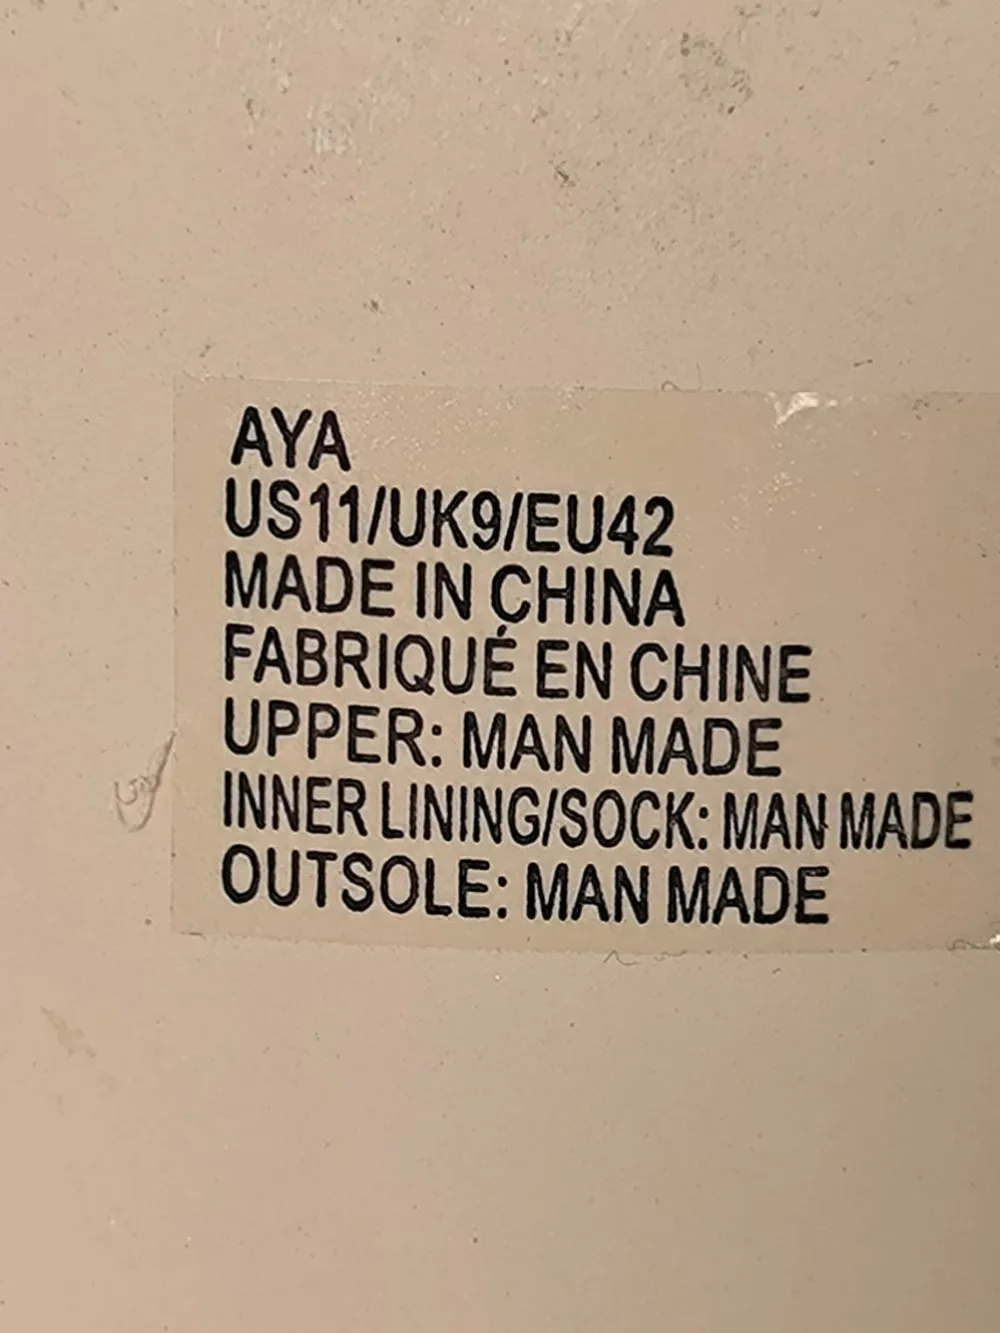 AYA
US11/UK9/EU42
MADE IN CHINA
FABRIQUÉ EN CHINE
UPPER: MAN MADE
INNER LINING/SOCK: MAN MADE
OUTSOLE: MAN MADE